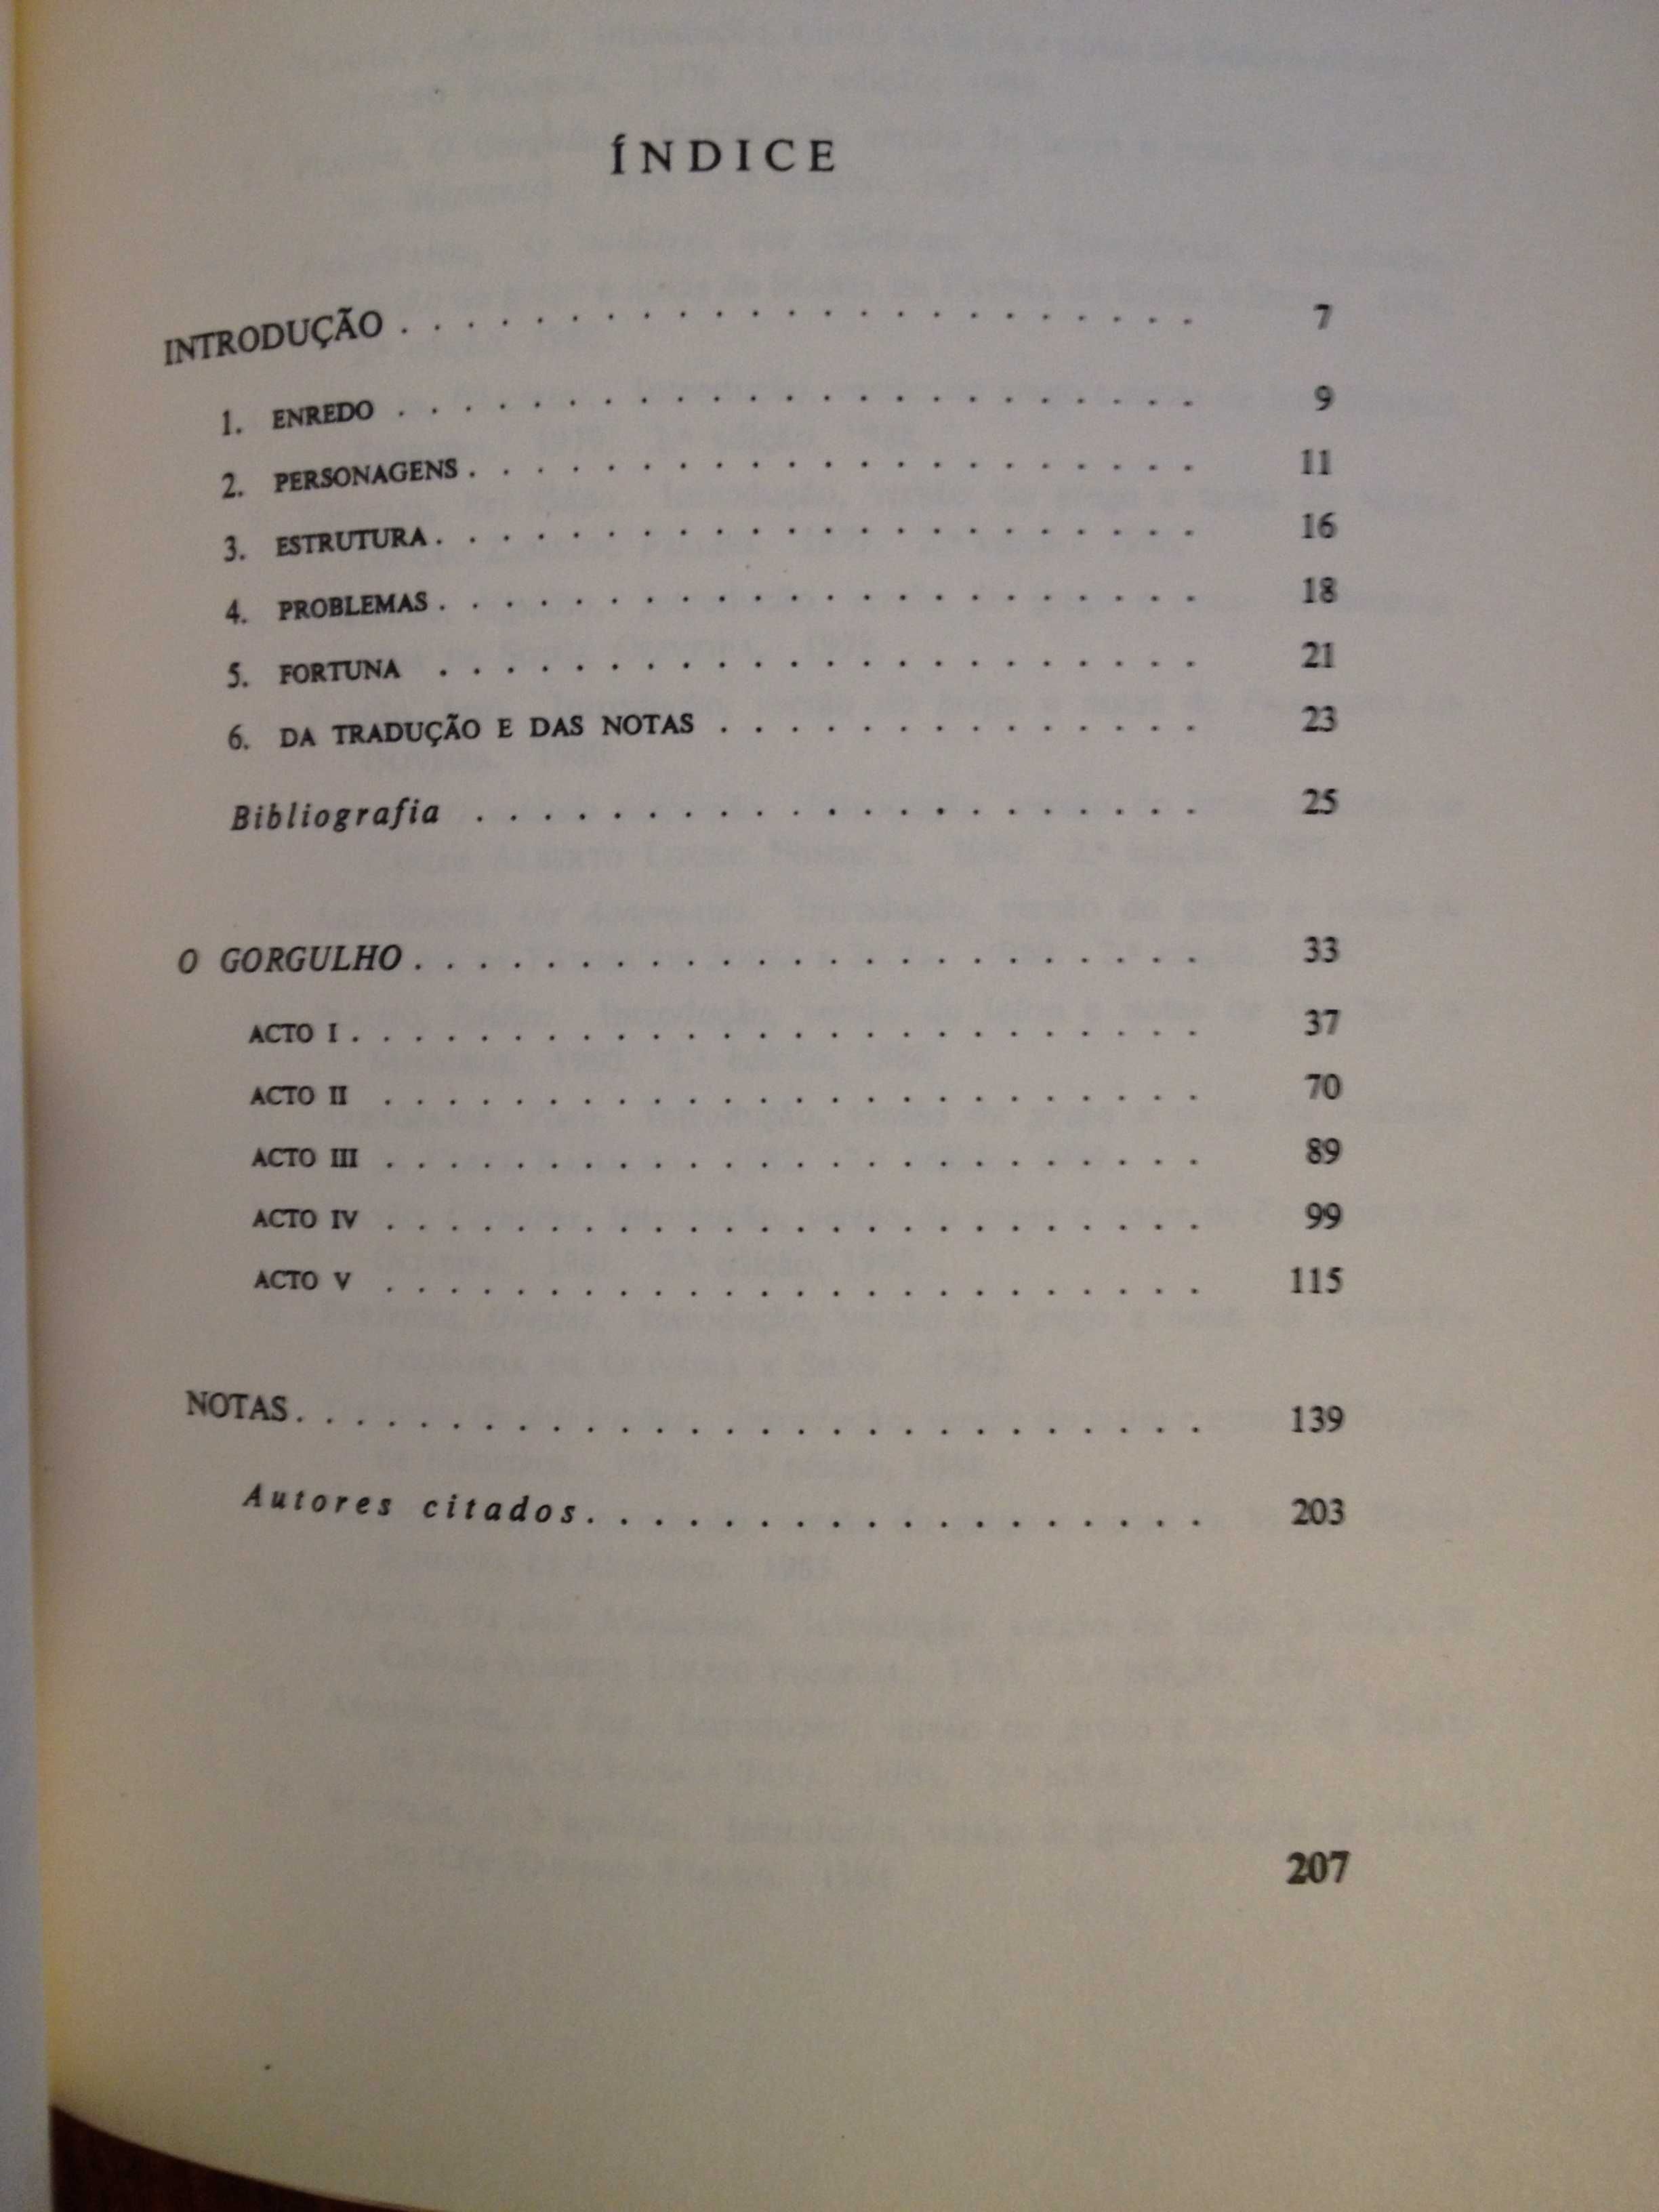 ÍNDICE
INTRODUÇÃO . . . . . . . . . . . . . . . . . . . . . . . . 7
1. ENREDO . . . . . . . . . . . . . . . . . . . . . . . . 9
2. PERSONAGENS . . . . . . . . . . . . . . . . . . . . . . 11
3. ESTRUTURA . . . . . . . . . . . . . . . . . . . . . . . 16
4. PROBLEMAS . . . . . . . . . . . . . . . . . . . . . . . 18
5. FORTUNA . . . . . . . . . . . . . . . . . . . . . . . 21
6. DA TRADUÇÃO E DAS NOTAS . . . . . . . . . . . . . . . 23
Bibliografia . . . . . . . . . . . . . . . . . . . . . . 25
O GORGULHO . . . . . . . . . . . . . . . . . . . . . . . . 33
ACTO I . . . . . . . . . . . . . . . . . . . . . . . . . . 37
ACTO II . . . . . . . . . . . . . . . . . . . . . . . . . 70
ACTO III . . . . . . . . . . . . . . . . . . . . . . . . . 89
ACTO IV . . . . . . . . . . . . . . . . . . . . . . . . . 99
ACTO V . . . . . . . . . . . . . . . . . . . . . . . . . 115
NOTAS . . . . . . . . . . . . . . . . . . . . . . . . . . . 139
Autores citados . . . . . . . . . . . . . . . . . . . 203
207